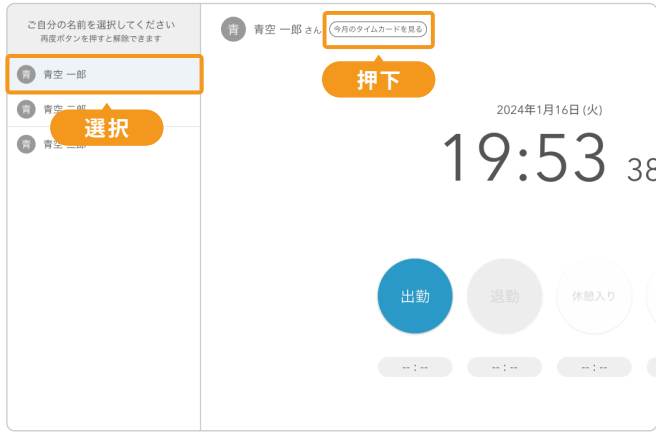 ご自分の名前を選択してください
再度ボタンを押すと解除できます
青 青空 一郎
青 青空 二郎
選択
青 青空 三郎
青 青空 一郎 さん 今月のタイムカードを見る
押下
2024年1月16日 (火)
19:53 38
出勤 退勤 休憩入り
--:-- --:-- --:--